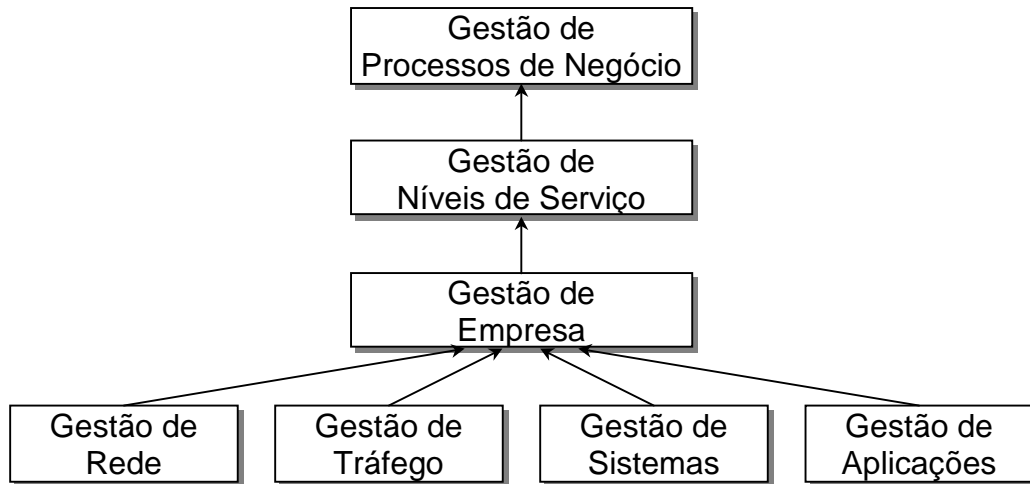 Gestão de
Processos de Negócio
Gestão de
Níveis de Serviço
Gestão de
Empresa
Gestão de
Rede
Gestão de
Tráfego
Gestão de
Sistemas
Gestão de
Aplicações